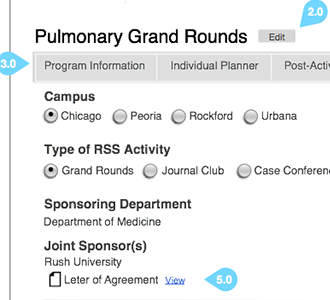 2.0
Pulmonary Grand Rounds Edit
3.0
Program Information Individual Planner Post-Activ
Campus
Chicago Peoria Rockford Urbana
Type of RSS Activity
Grand Rounds Journal Club Case Conferenc
Sponsoring Department
Department of Medicine
Joint Sponsor(s)
Rush University
Leter of Agreement View 5.0